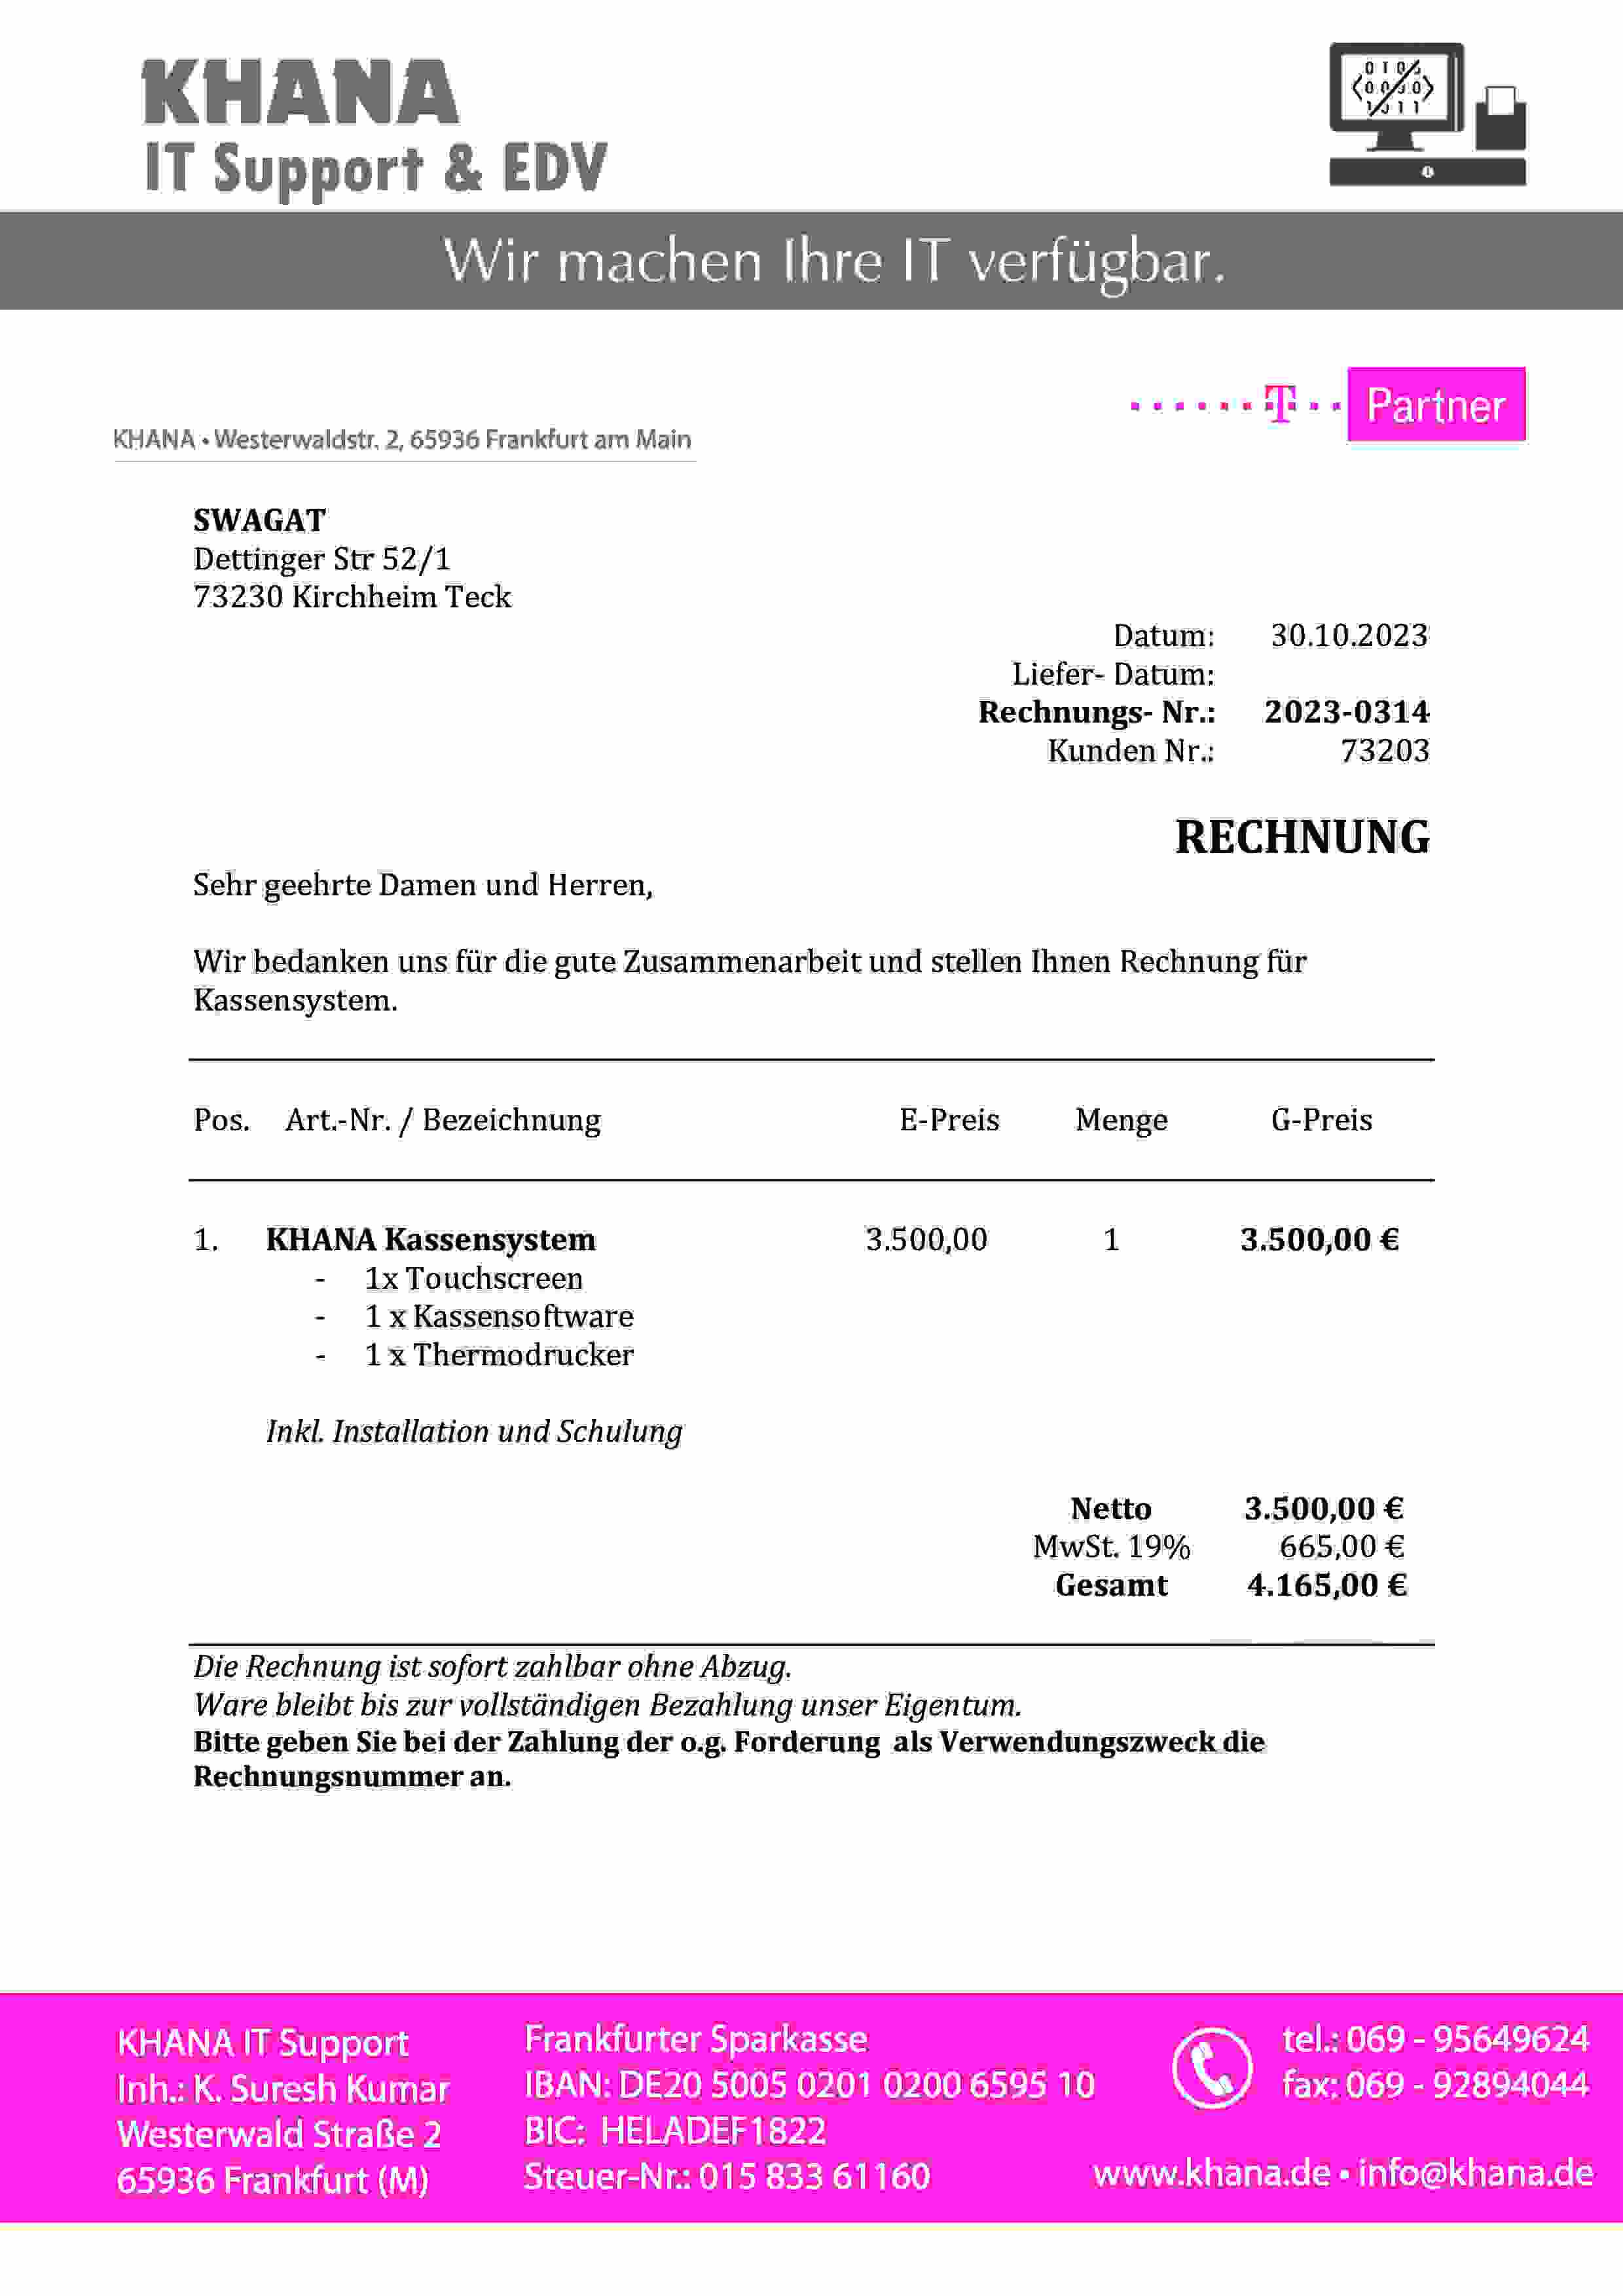 KHANA
IT Support & EDV
Wir machen Ihre IT verfügbar.
T Partner
KHANA • Westerwaldstr. 2, 65936 Frankfurt am Main
SWAGAT
Dettinger Str 52/1
73230 Kirchheim Teck
Datum: 30.10.2023
Liefer- Datum:
Rechnungs- Nr.: 2023-0314
Kunden Nr.: 73203
RECHNUNG
Sehr geehrte Damen und Herren,
Wir bedanken uns für die gute Zusammenarbeit und stellen Ihnen Rechnung für
Kassensystem.
Pos. Art.-Nr. / Bezeichnung E-Preis Menge G-Preis
1. KHANA Kassensystem 3.500,00 1 3.500,00 €
- 1x Touchscreen
- 1 x Kassensoftware
- 1 x Thermodrucker
Inkl. Installation und Schulung
Netto 3.500,00 €
MwSt. 19% 665,00 €
Gesamt 4.165,00 €
Die Rechnung ist sofort zahlbar ohne Abzug.
Ware bleibt bis zur vollständigen Bezahlung unser Eigentum.
Bitte geben Sie bei der Zahlung der o.g. Forderung als Verwendungszweck die
Rechnungsnummer an.
KHANA IT Support
Inh.: K. Suresh Kumar
Westerwald Straße 2
65936 Frankfurt (M)
Frankfurter Sparkasse
IBAN: DE20 5005 0201 0200 6595 10
BIC: HELADEF1822
Steuer-Nr.: 015 833 61160
tel.: 069 - 95649624
fax: 069 - 92894044
www.khana.de • info@khana.de